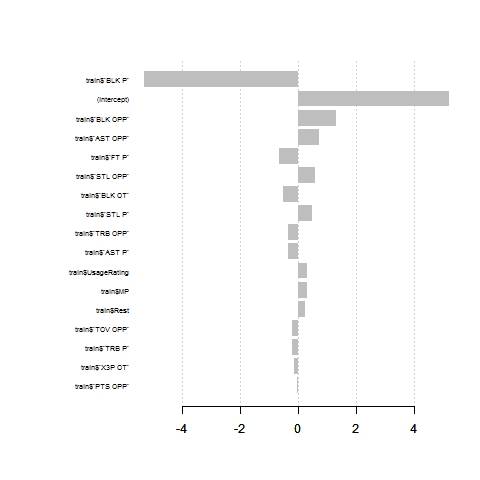 train$`BLK P`
(Intercept)
train$`BLK OPP`
train$`AST OPP`
train$`FT P`
train$`STL OPP`
train$`BLK OT`
train$`STL P`
train$`TRB OPP`
train$`AST P`
train$UsageRating
train$MP
train$Rest
train$`TOV OPP`
train$`TRB P`
train$`X3P OT`
train$`PTS OPP`
-4 -2 0 2 4